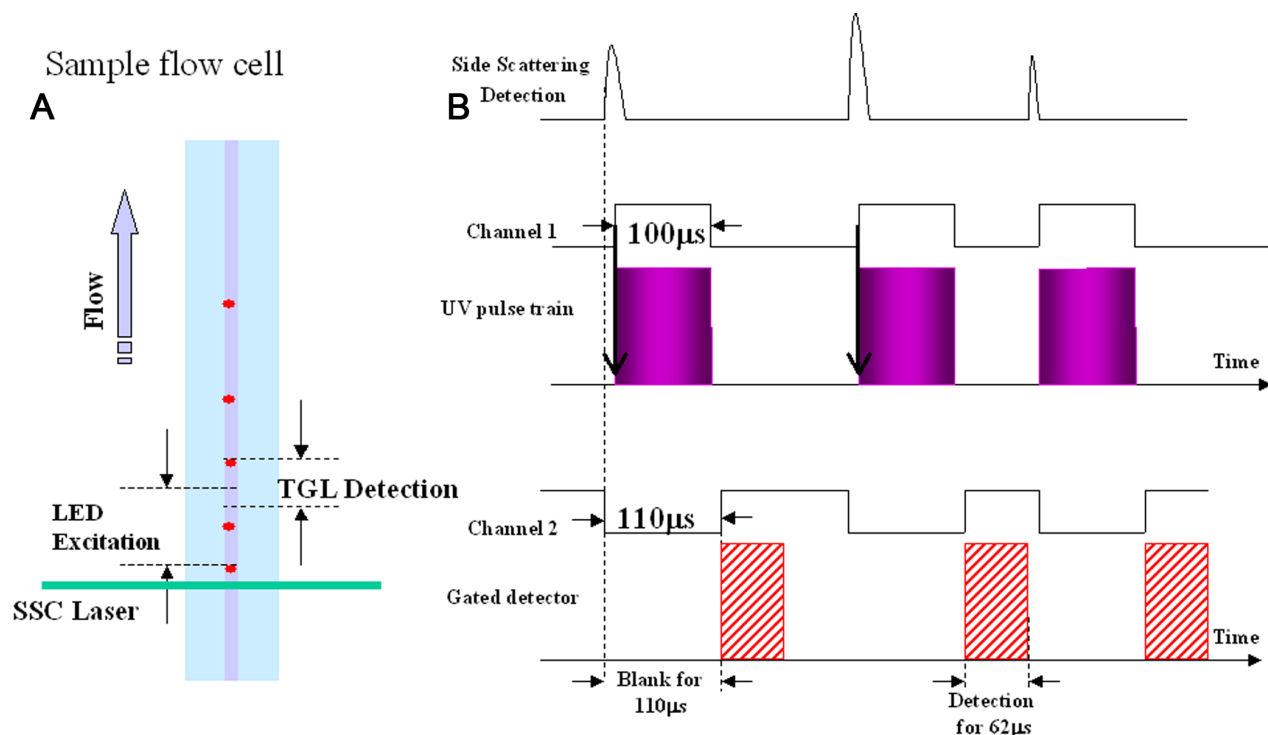 Sample flow cell
A
Flow
LED
Excitation
TGL Detection
SSC Laser
B
Side Scattering
Detection
Channel 1
100μs
UV pulse train
Time
Channel 2
110μs
Gated detector
Time
Blank for
110μs
Detection
for 62μs